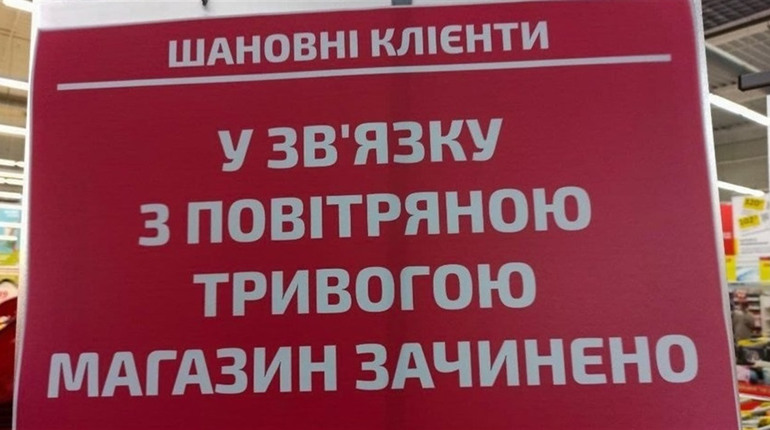 ШАНОВНІ КЛІЄНТИ
У ЗВ'ЯЗКУ
З ПОВІТРЯНОЮ
ТРИВОГОЮ
МАГАЗИН ЗАЧИНЕНО